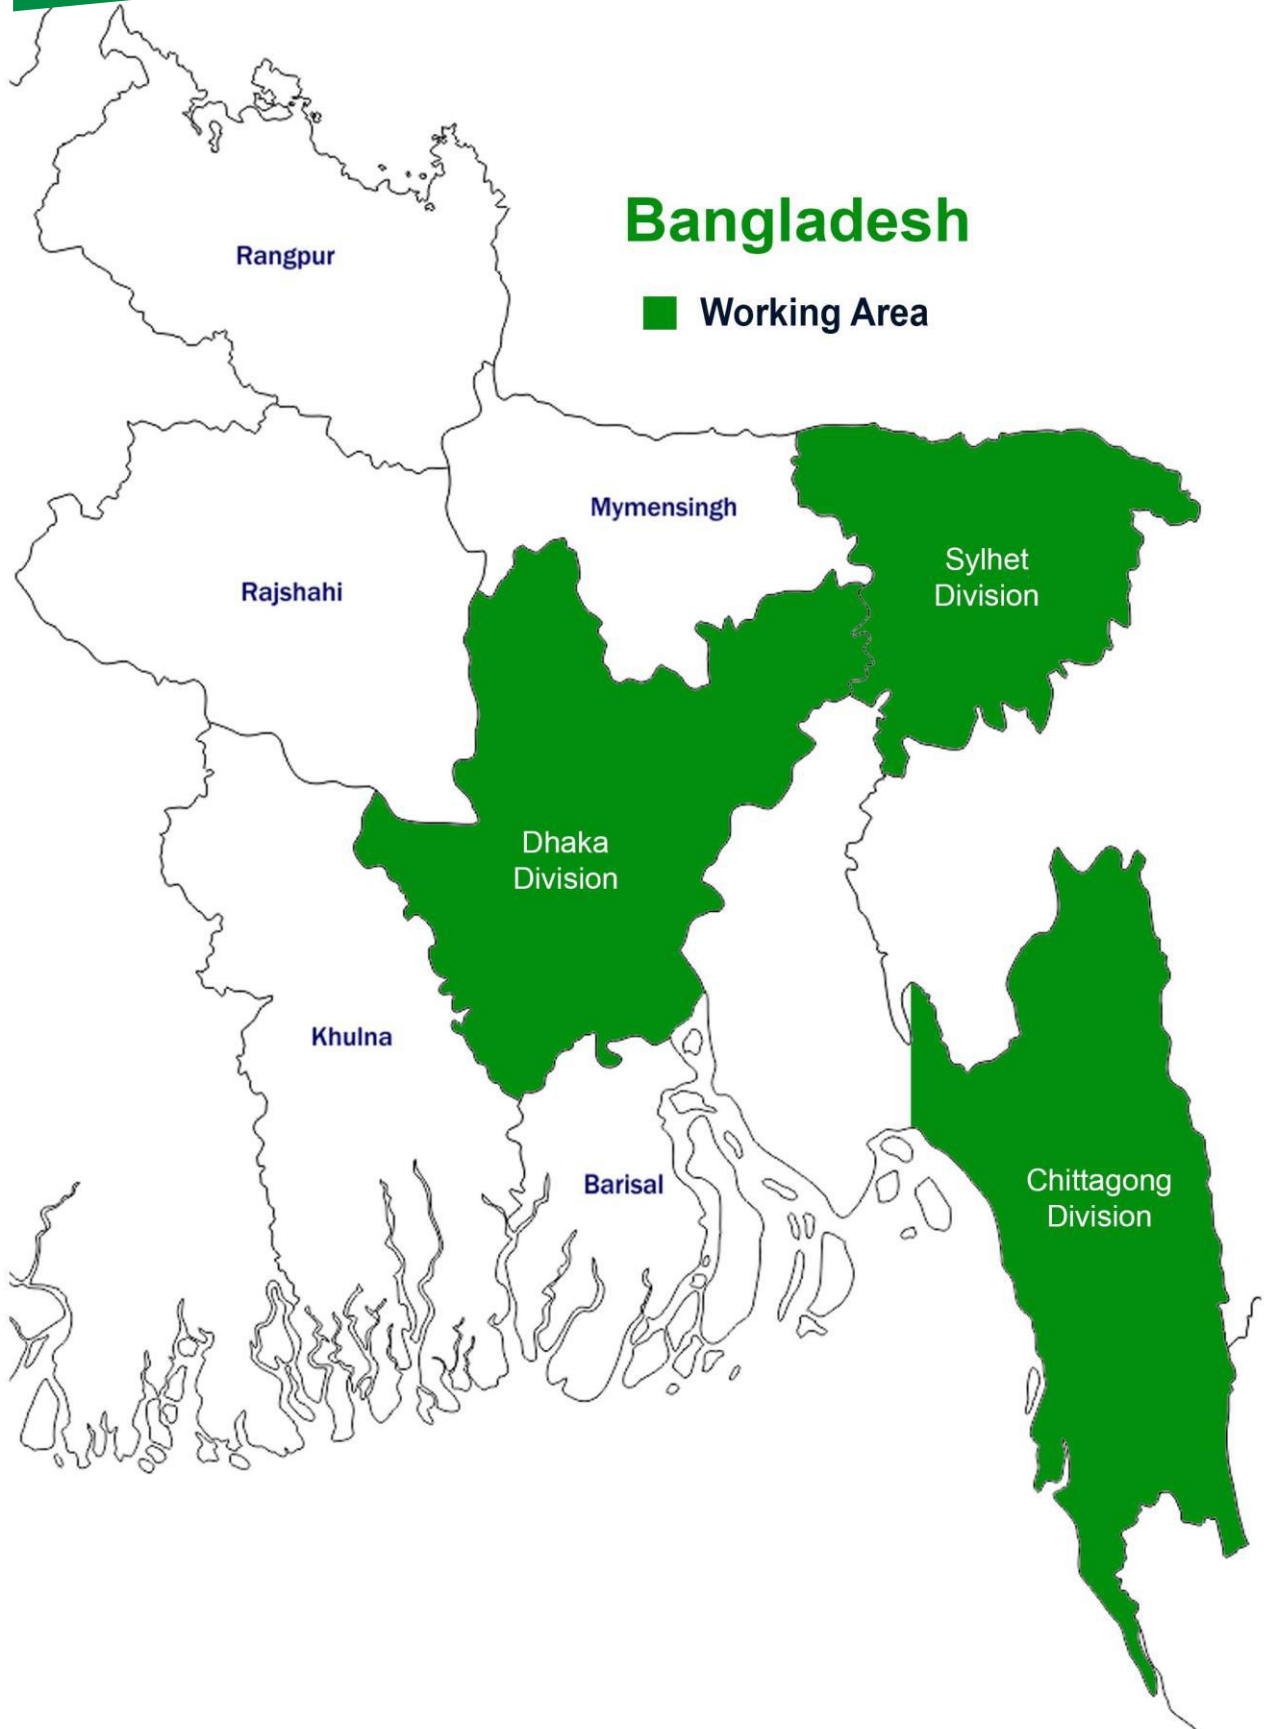 Bangladesh
Working Area
Rangpur
Mymensingh
Sylhet
Division
Rajshahi
Dhaka
Division
Khulna
Barisal
Chittagong
Division